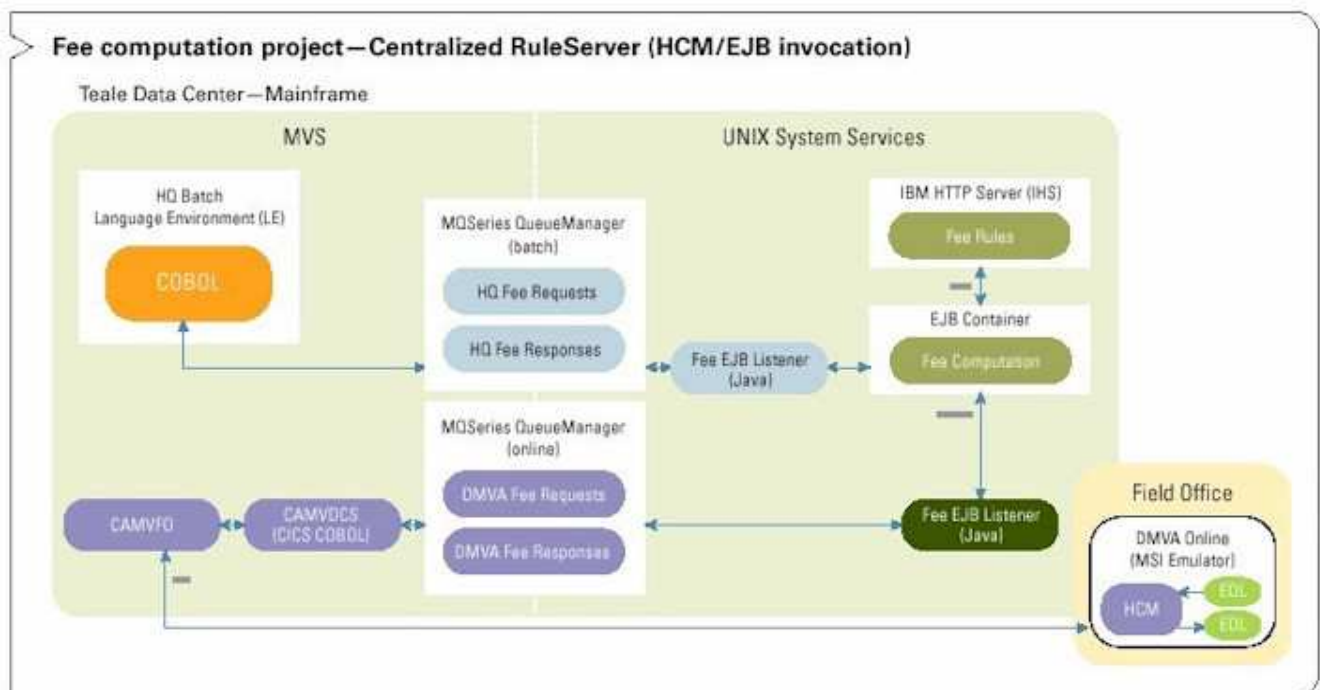 Fee computation project—Centralized RuleServer (HCM/EJB invocation)
Teale Data Center—Mainframe
MVS
UNIX System Services
HQ Batch
Language Environment (LE)
COBOL
MQSeries QueueManager
(batch)
HQ Fee Requests
HQ Fee Responses
IBM HTTP Server (IHS)
Fee Rules
EJB Container
Fee Computation
Fee EJB Listener
(Java)
MQSeries QueueManager
(online)
DMVA Fee Requests
DMVA Fee Responses
CAMVFO
CAMVDCS
(CICS COBOL)
Fee EJB Listener
(Java)
Field Office
DMVA Online
(MSI Emulator)
HCM
EDL
EDL